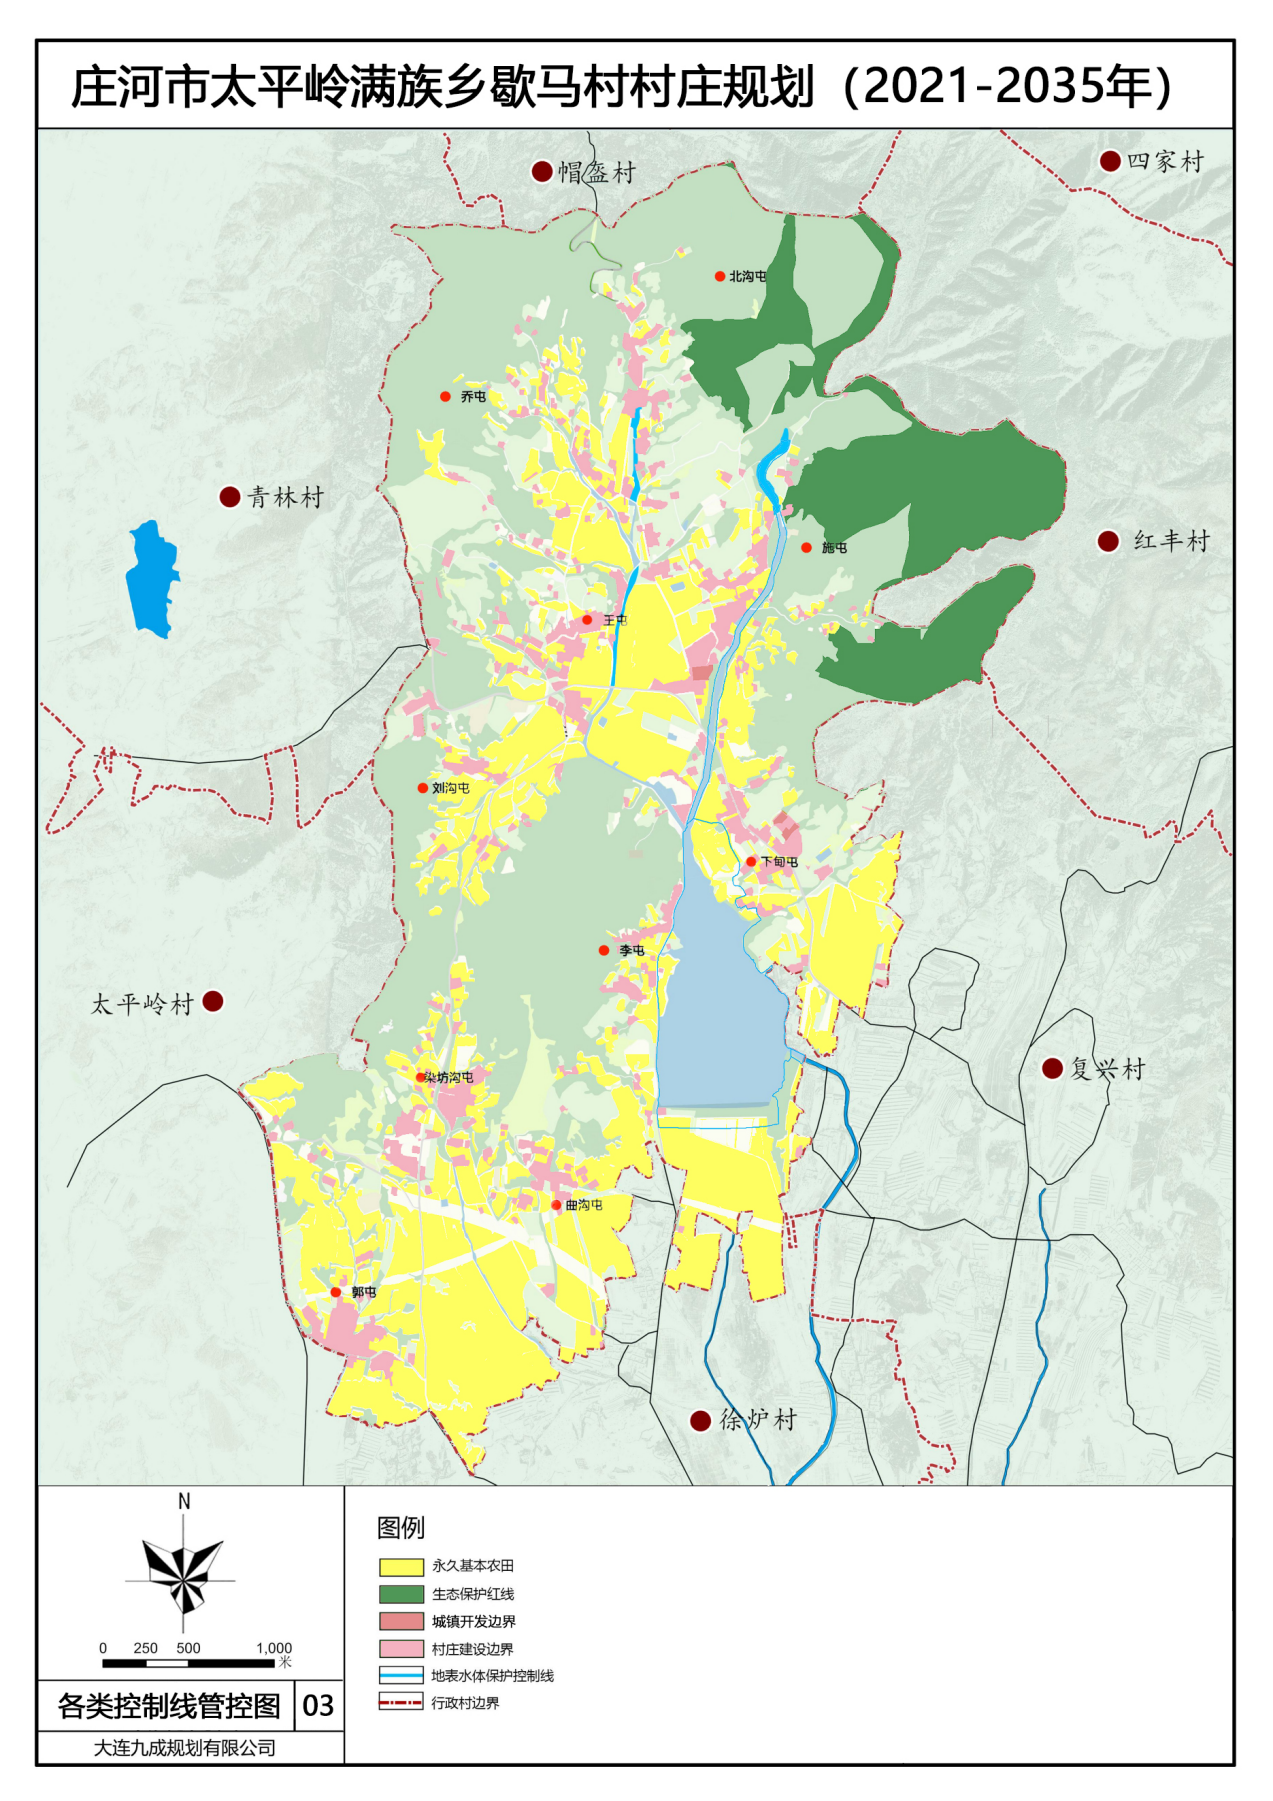 庄河市太平岭满族乡歇马村村庄规划（2021-2035年）
帽盔村
四家村
北沟屯
乔屯
青林村
红丰村
施屯
王屯
刘沟屯
下甸屯
李屯
太平岭村
复兴村
染坊沟屯
曲沟屯
郭屯
徐炉村
N
0 250 500 1,000
米
各类控制线管控图 03
大连九成规划有限公司
图例
永久基本农田
生态保护红线
城镇开发边界
村庄建设边界
地表水体保护控制线
行政村边界